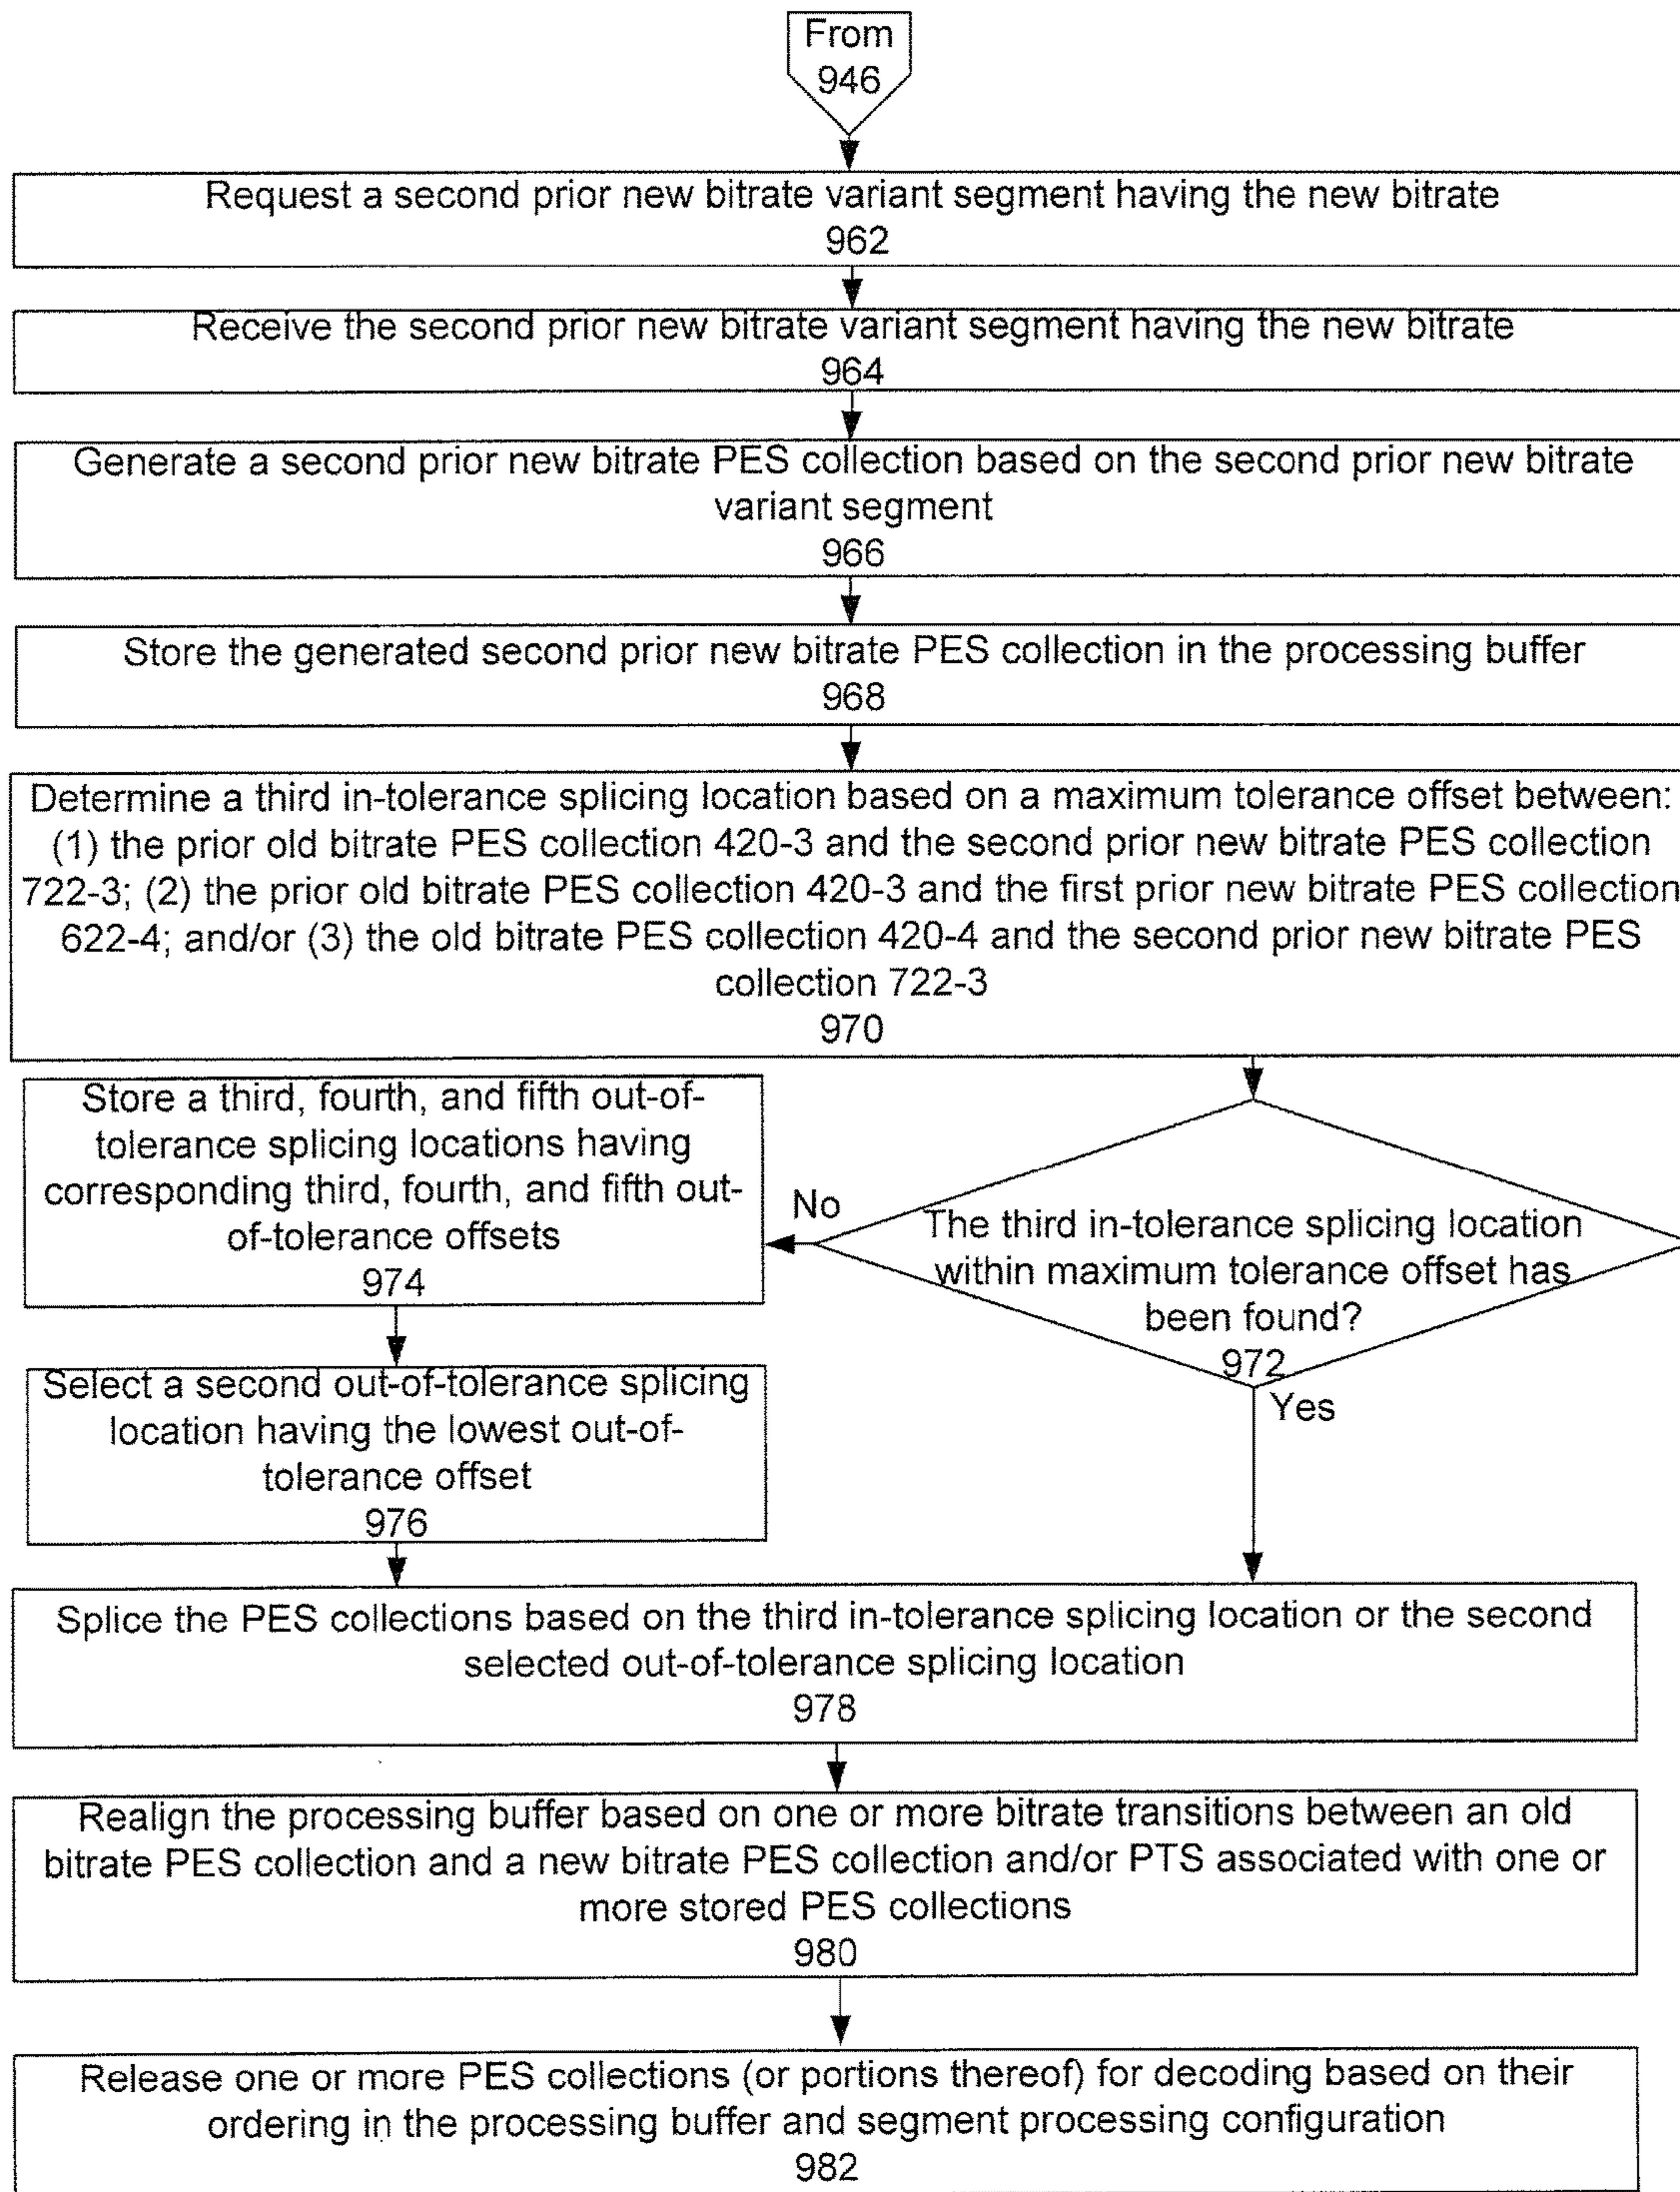 From
946
Request a second prior new bitrate variant segment having the new bitrate
962
Receive the second prior new bitrate variant segment having the new bitrate
964
Generate a second prior new bitrate PES collection based on the second prior new bitrate
variant segment
966
Store the generated second prior new bitrate PES collection in the processing buffer
968
Determine a third in-tolerance splicing location based on a maximum tolerance offset between:
(1) the prior old bitrate PES collection 420-3 and the second prior new bitrate PES collection
722-3; (2) the prior old bitrate PES collection 420-3 and the first prior new bitrate PES collection
622-4; and/or (3) the old bitrate PES collection 420-4 and the second prior new bitrate PES
collection 722-3
970
Store a third, fourth, and fifth out-of-
tolerance splicing locations having
corresponding third, fourth, and fifth out-
of-tolerance offsets
974
No
The third in-tolerance splicing location
within maximum tolerance offset has
been found?
972
Yes
Select a second out-of-tolerance splicing
location having the lowest out-of-
tolerance offset
976
Splice the PES collections based on the third in-tolerance splicing location or the second
selected out-of-tolerance splicing location
978
Realign the processing buffer based on one or more bitrate transitions between an old
bitrate PES collection and a new bitrate PES collection and/or PTS associated with one or
more stored PES collections
980
Release one or more PES collections (or portions thereof) for decoding based on their
ordering in the processing buffer and segment processing configuration
982